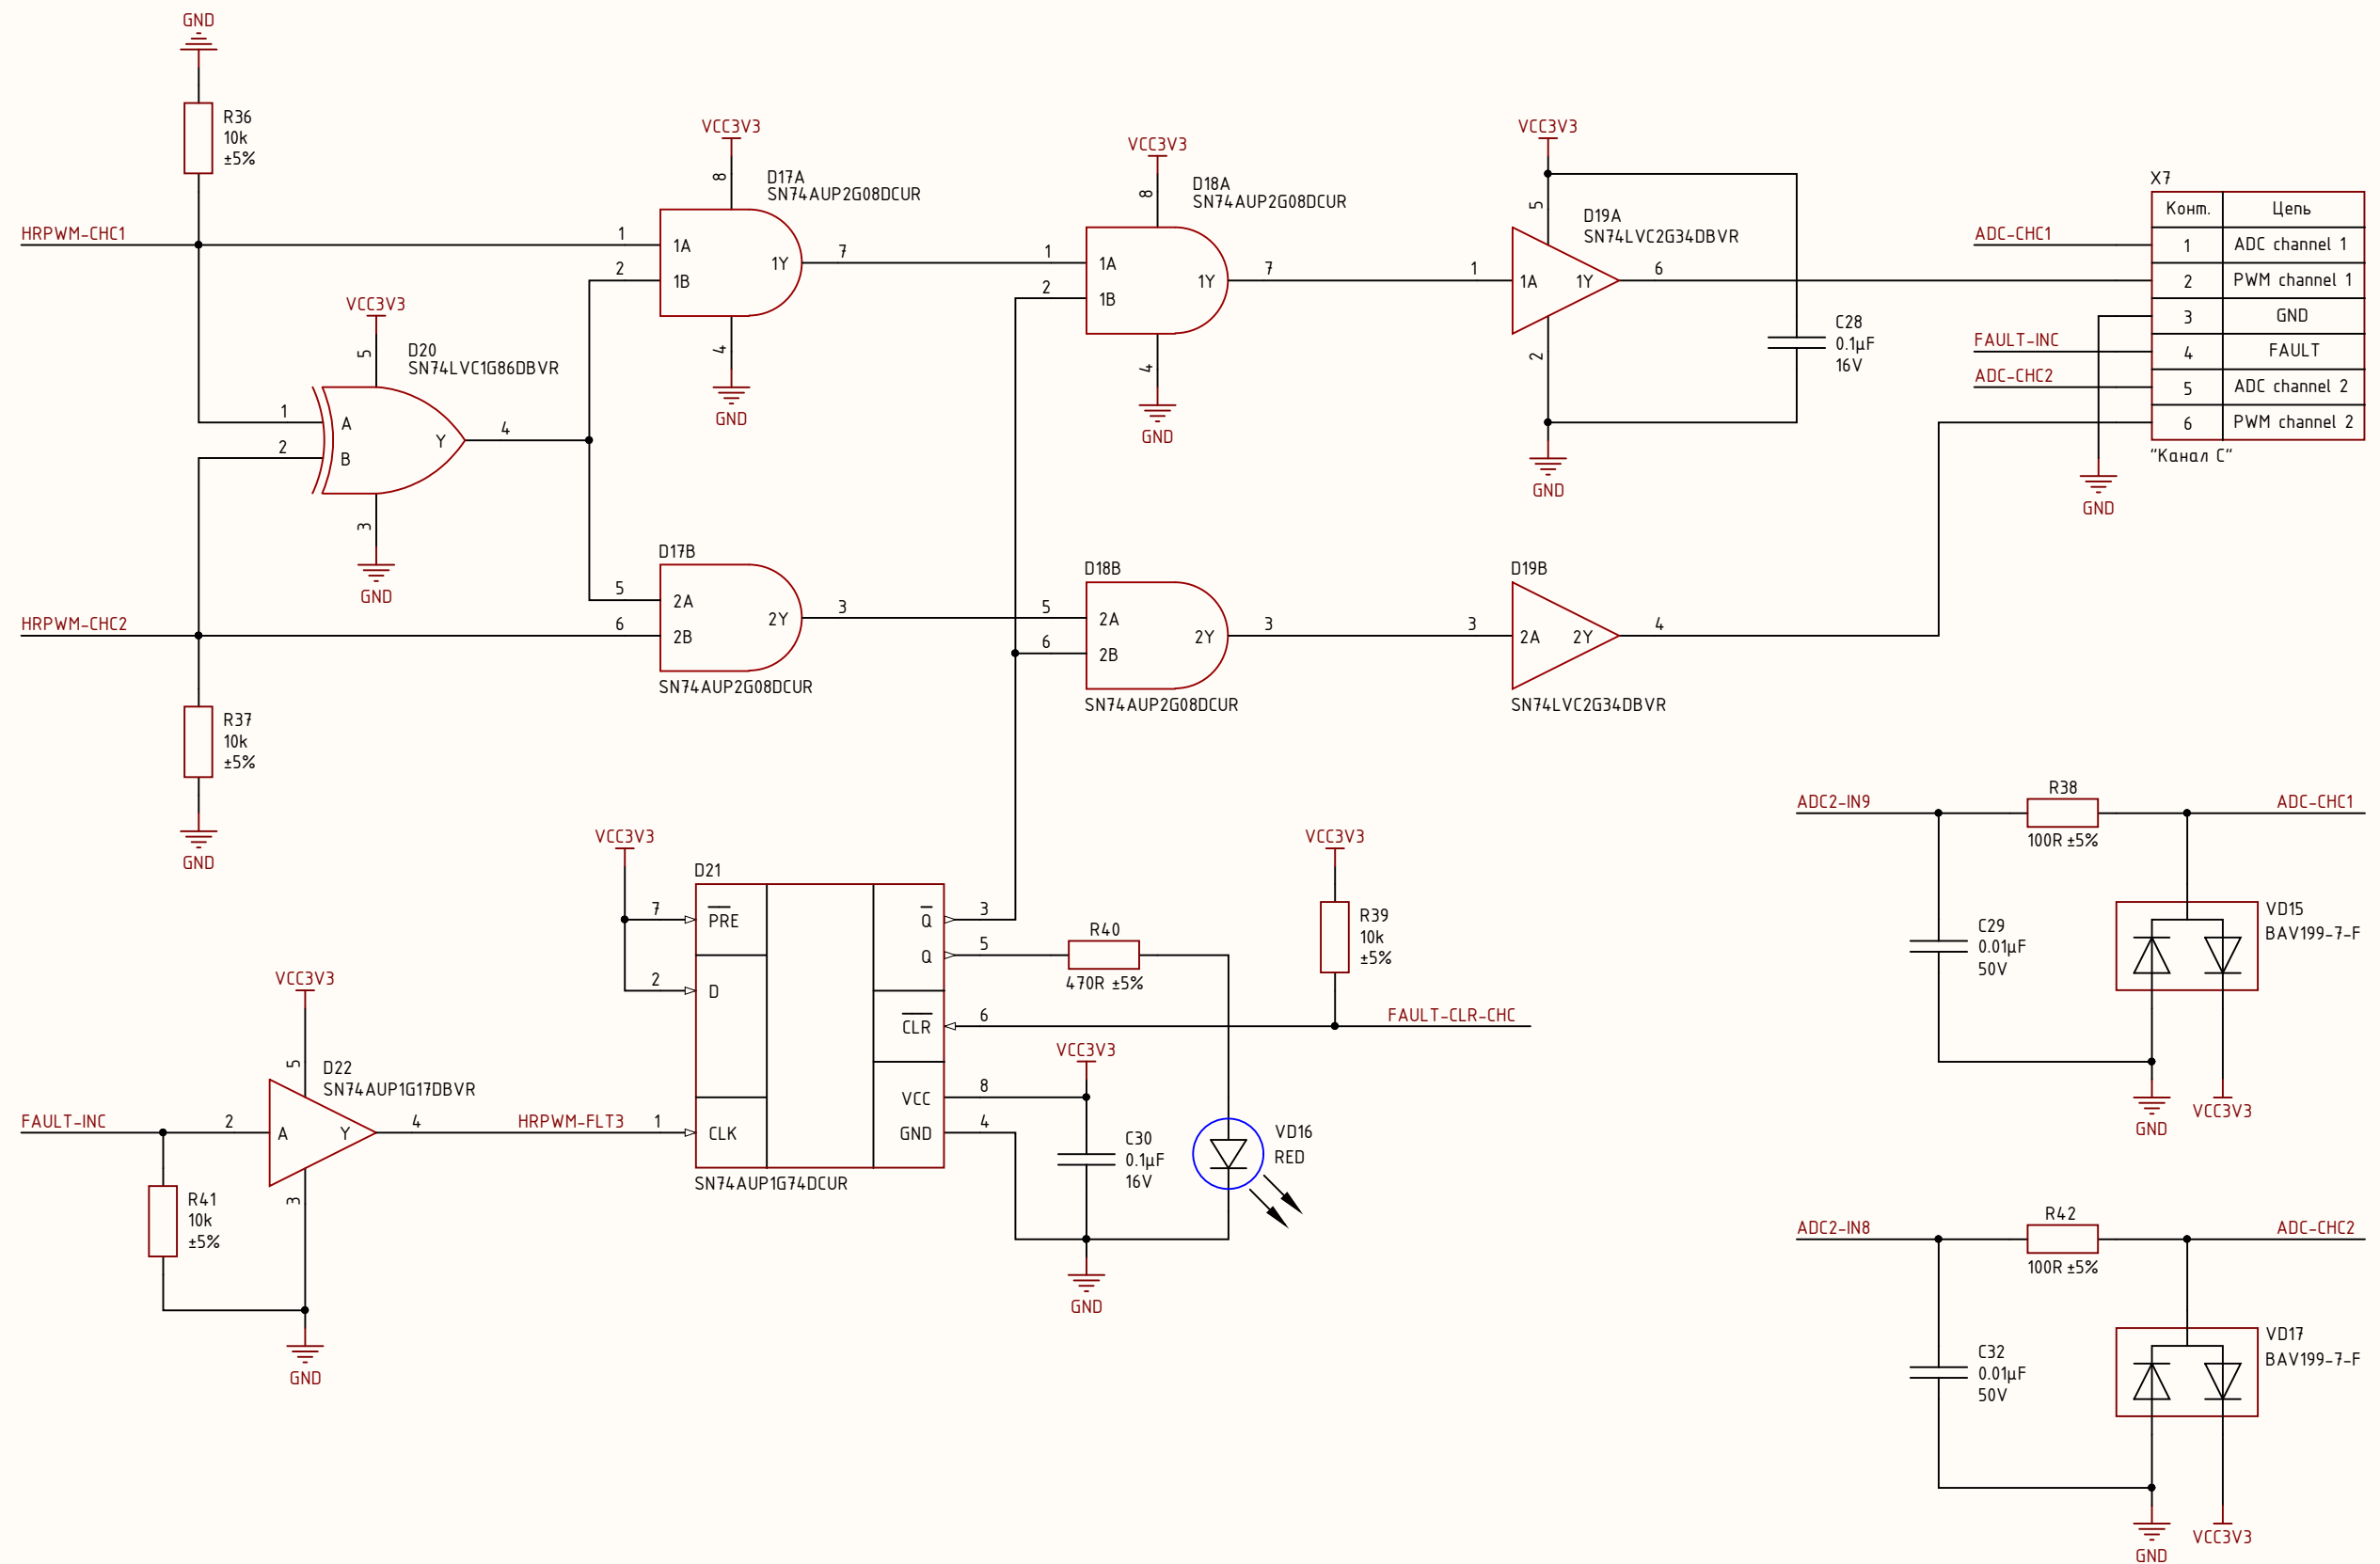 GND
R36
10k
±5%
HRPWM-CHC1
VCC3V3
8
D17A
SN74AUP2G08DCUR
1
1A
2
1B
1Y
7
4
GND
VCC3V3
8
D18A
SN74AUP2G08DCUR
1
1A
2
1B
1Y
7
4
GND
VCC3V3
5
D19A
SN74LVC2G34DBVR
1
1A
1Y
6
2
GND
C28
0.1µF
16V
X7
Конт.
Цепь
ADC-CHC1
1
ADC channel 1
2
PWM channel 1
3
GND
FAULT-INC
4
FAULT
ADC-CHC2
5
ADC channel 2
6
PWM channel 2
"Канал C"
GND
VCC3V3
5
D20
SN74LVC1G86DBVR
1
A
2
B
Y
4
3
GND
HRPWM-CHC2
R37
10k
±5%
GND
D17B
5
2A
6
2B
2Y
3
SN74AUP2G08DCUR
D18B
5
2A
6
2B
2Y
3
SN74AUP2G08DCUR
D19B
3
2A
2Y
4
SN74LVC2G34DBVR
VCC3V3
D21
7
PRE
2
D
1
CLK
Q
3
Q
5
CLR
6
VCC
8
GND
4
SN74AUP1G74DCUR
R40
470R ±5%
VCC3V3
R39
10k
±5%
FAULT-CLR-CHC
VCC3V3
C30
0.1µF
16V
GND
VD16
RED
FAULT-INC
VCC3V3
5
D22
SN74AUP1G17DBVR
2
A
Y
4
HRPWM-FLT3
3
R41
10k
±5%
GND
ADC2-IN9
R38
100R ±5%
ADC-CHC1
C29
0.01µF
50V
VD15
BAV199-7-F
GND
VCC3V3
ADC2-IN8
R42
100R ±5%
ADC-CHC2
C32
0.01µF
50V
VD17
BAV199-7-F
GND
VCC3V3